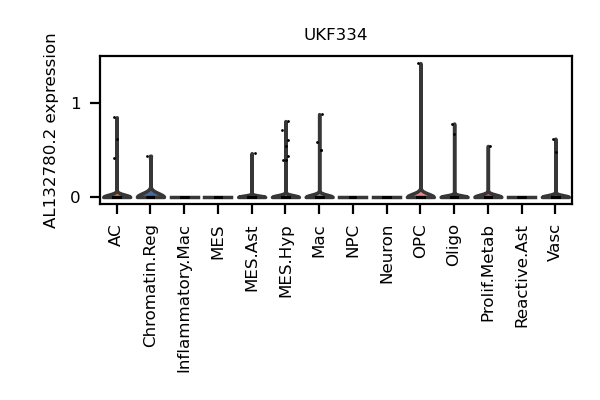 UKF334
AL132780.2 expression
1
0
AC
Chromatin.Reg
Inflammatory.Mac
MES
MES.Ast
MES.Hyp
Mac
NPC
Neuron
OPC
Oligo
Prolif.Metab
Reactive.Ast
Vasc